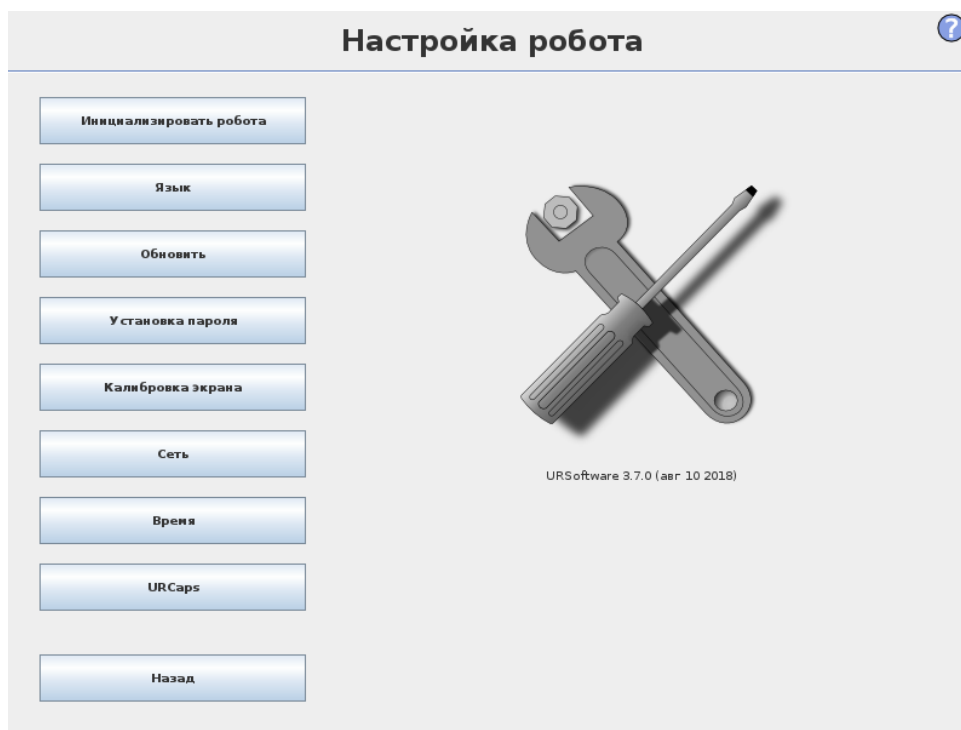 Настройка робота
?
Инициализировать робота
Язык
Обновить
Установка пароля
Калибровка экрана
Сеть
Время
URCaps
Назад
URSoftware 3.7.0 (авг 10 2018)